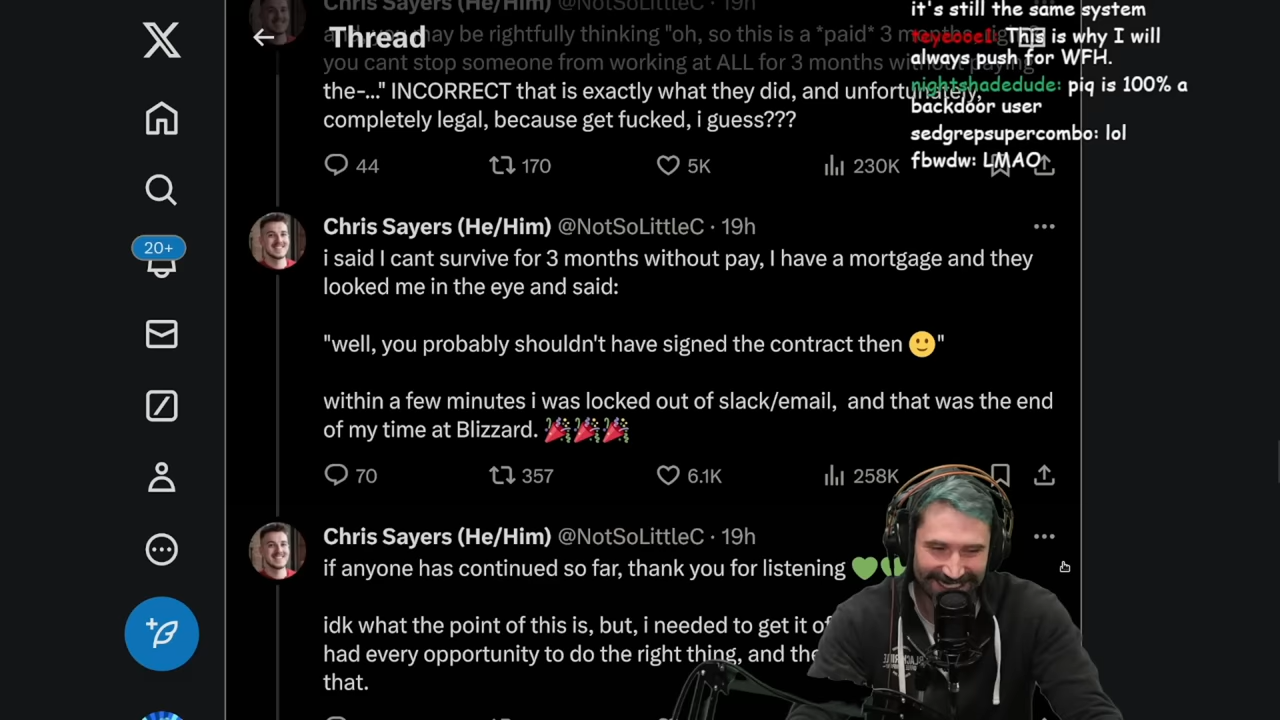 Chris Sayers (He/Him) @NotSoLittleC · 19h
Thread
may be rightfully thinking "oh, so this is a *paid* 3
you cant stop someone from working at ALL for 3 months without paying
the-..." INCORRECT that is exactly what they did, and unfortunately,
completely legal, because get fucked, i guess???
44 170 5K 230K
it's still the same system
This is why I will
always push for WFH.
nightshadedude: piq is 100% a
backdoor user
sedgrepsupercombo: lol
fbwdw: LMAO
X
20+
Chris Sayers (He/Him) @NotSoLittleC · 19h
i said I cant survive for 3 months without pay, I have a mortgage and they
looked me in the eye and said:
"well, you probably shouldn't have signed the contract then 🙂"
within a few minutes i was locked out of slack/email, and that was the end
of my time at Blizzard. 🎉🎉🎉
70 357 6.1K 258K
Chris Sayers (He/Him) @NotSoLittleC · 19h
if anyone has continued so far, thank you for listening 💚💚
idk what the point of this is, but, i needed to get it of
had every opportunity to do the right thing, and the
that.